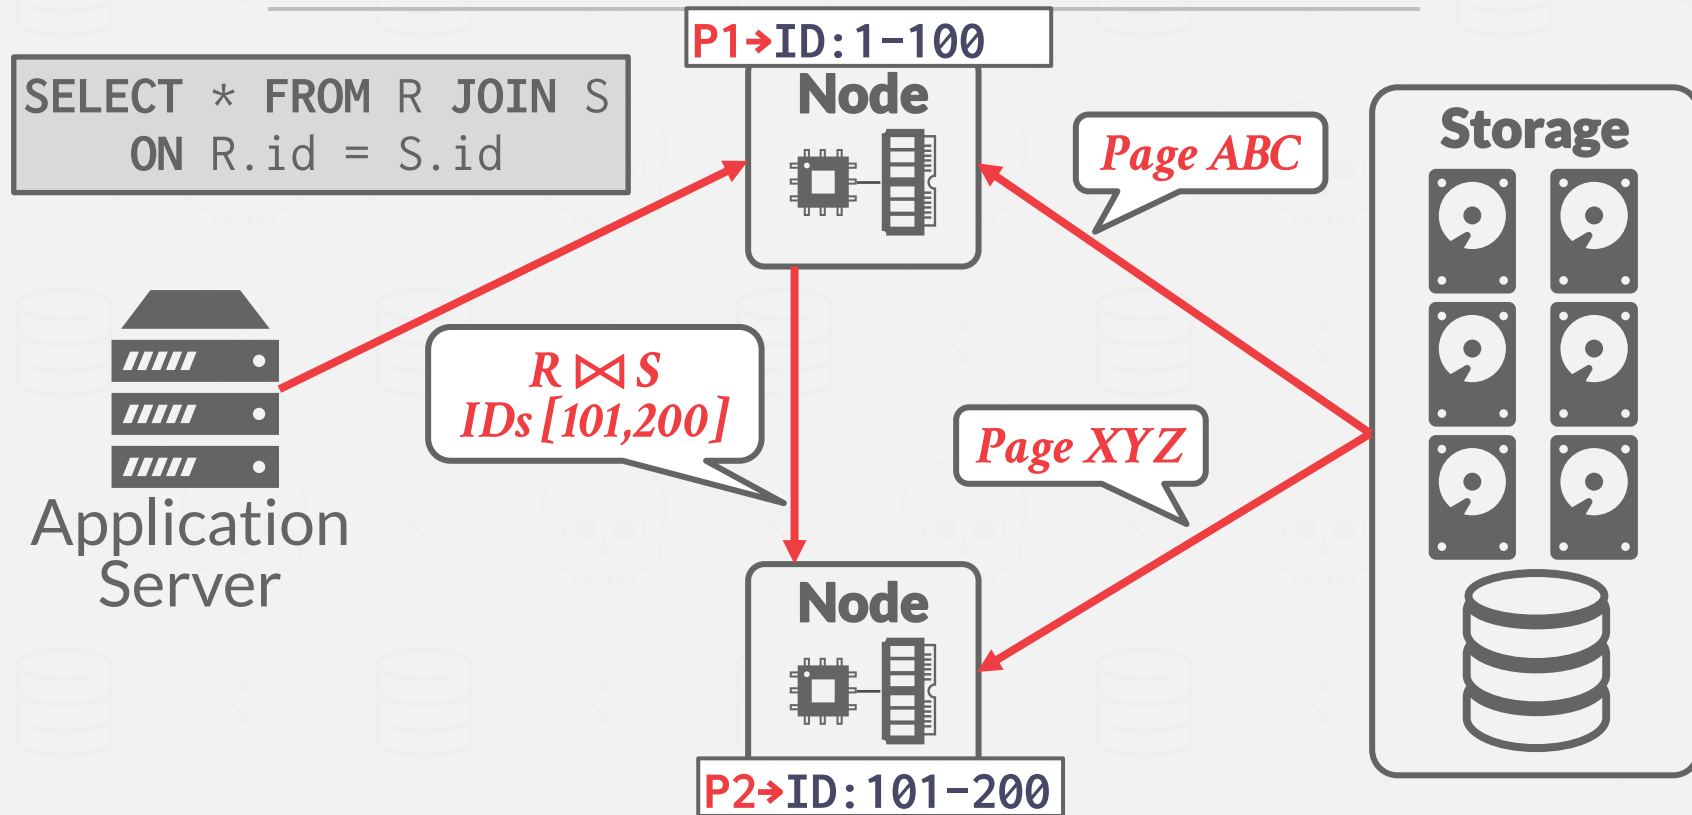 P1→ID:1-100
SELECT * FROM R JOIN S
ON R.id = S.id
Node
Page ABC
Storage
R ⋈ S
IDs [101,200]
Page XYZ
Application
Server
Node
P2→ID:101-200